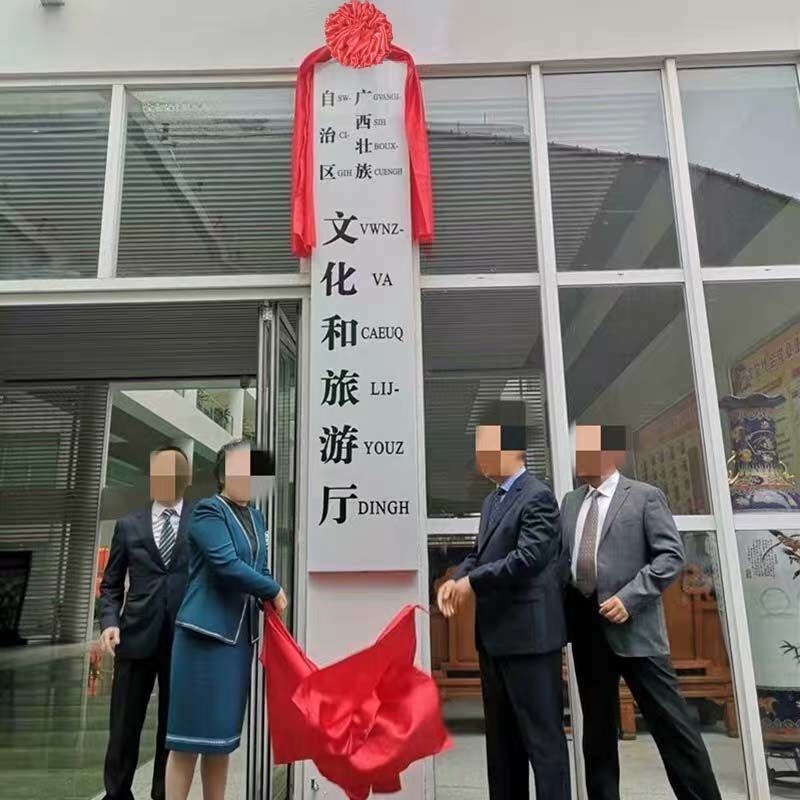 广西壮族
GVANGJ-
SIH
BOUX-
CUENGH
自治区
SW-
CI-
GIH
文化和旅游厅
VWNZ-
VA
CAEUQ
LIJ-
YOUZ
DINGH